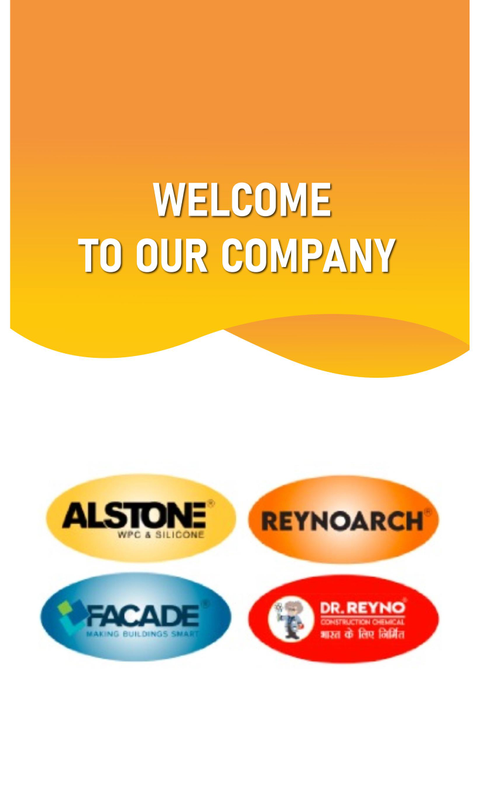 WELCOME
TO OUR COMPANY
ALSTONE®
WPC & SILICONE
REYNOARCH®
FACADE®
MAKING BUILDINGS SMART
DR. REYNO®
CONSTRUCTION CHEMICAL
भारत के लिए निर्मित